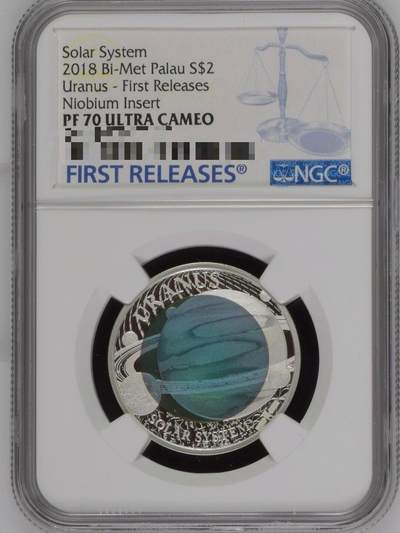 Solar System
2018 Bi-Met Palau S$2
Uranus - First Releases
Niobium Insert
PF 70 ULTRA CAMEO
FIRST RELEASES®
NGC®
URANUS
SOLAR SYSTEM